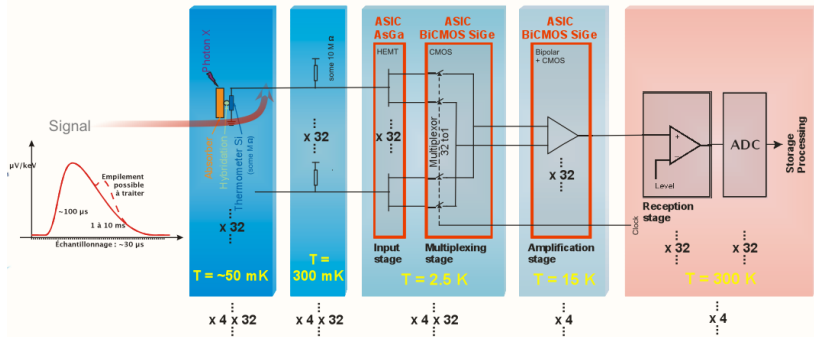 Signal
µV/keV
Empilement
possible
à traiter
~100 µs
1 à 10 ms
Échantillonnage : ~30 µs
Photon X
Hybridation
Thermometer Si
(some M Ω)
x 32
T = ~50 mK
x 4 x 32
some 10 M Ω
x 32
x 32
T =
300 mK
x 4 x 32
ASIC
AsGa
HEMT
x 32
Input
stage
ASIC
BiCMOS SiGe
CMOS
Multiplexor
32 to1
Multiplexing
stage
T = 2.5 K
x 4 x 32
ASIC
BiCMOS SiGe
Bipolar
+ CMOS
x 32
Amplification
stage
T = 15 K
x 4
+
−
Level
Clock
Reception
stage
x 32
ADC
x 32
Storage
Processing
T = 300 K
x 4